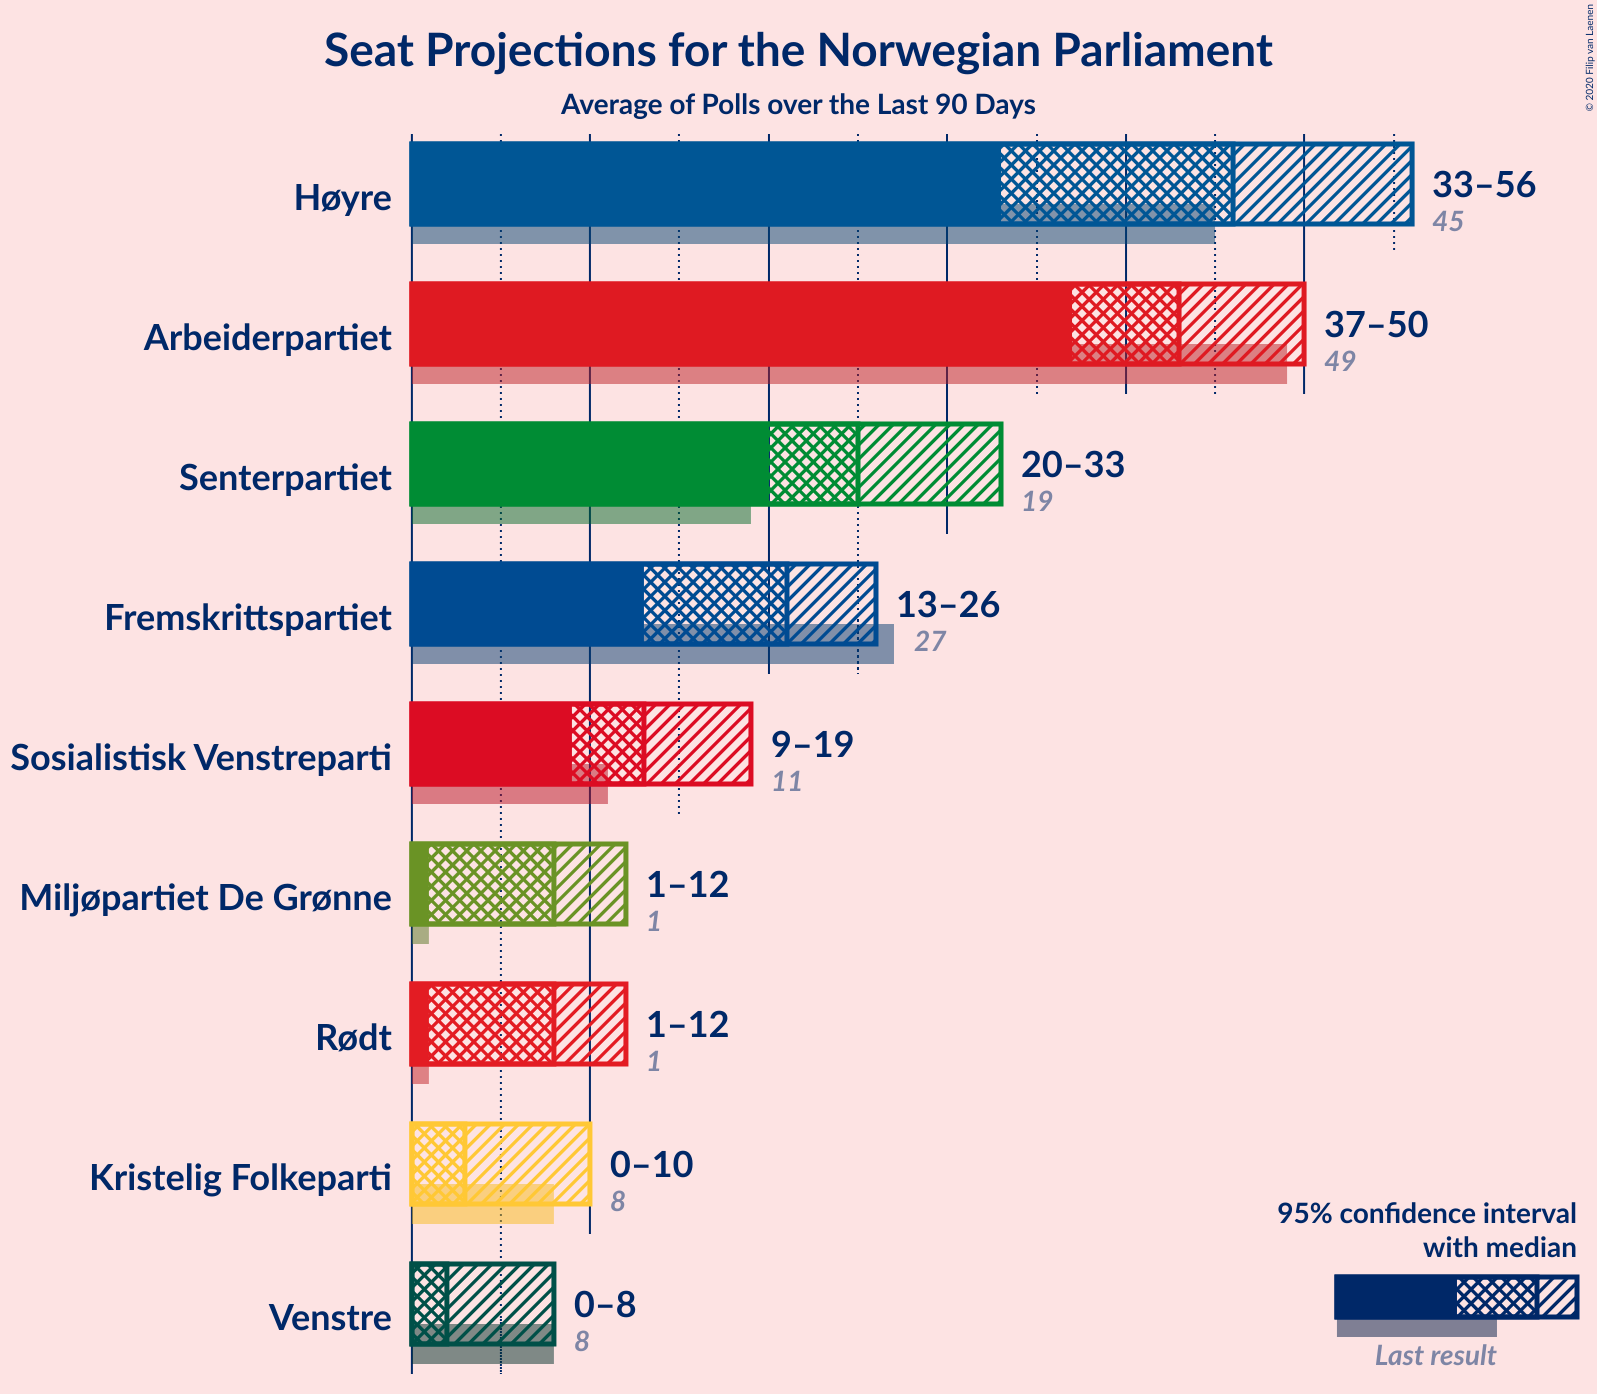 Seat Projections for the Norwegian Parliament
Average of Polls over the Last 90 Days
© 2020 Filip van Laenen
Høyre
33–56
45
Arbeiderpartiet
37–50
49
Senterpartiet
20–33
19
Fremskrittspartiet
13–26
27
Sosialistisk Venstreparti
9–19
11
Miljøpartiet De Grønne
1–12
1
Rødt
1–12
1
Kristelig Folkeparti
0–10
8
Venstre
0–8
8
95% confidence interval
with median
Last result